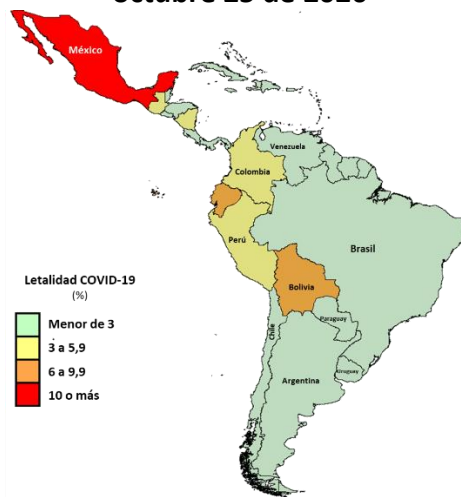 octubre 25 de 2020
México
Venezuela
Colombia
Perú
Brasil
Bolivia
Paraguay
Chile
Uruguay
Argentina
Letalidad COVID-19
(%)
Menor de 3
3 a 5,9
6 a 9,9
10 o más